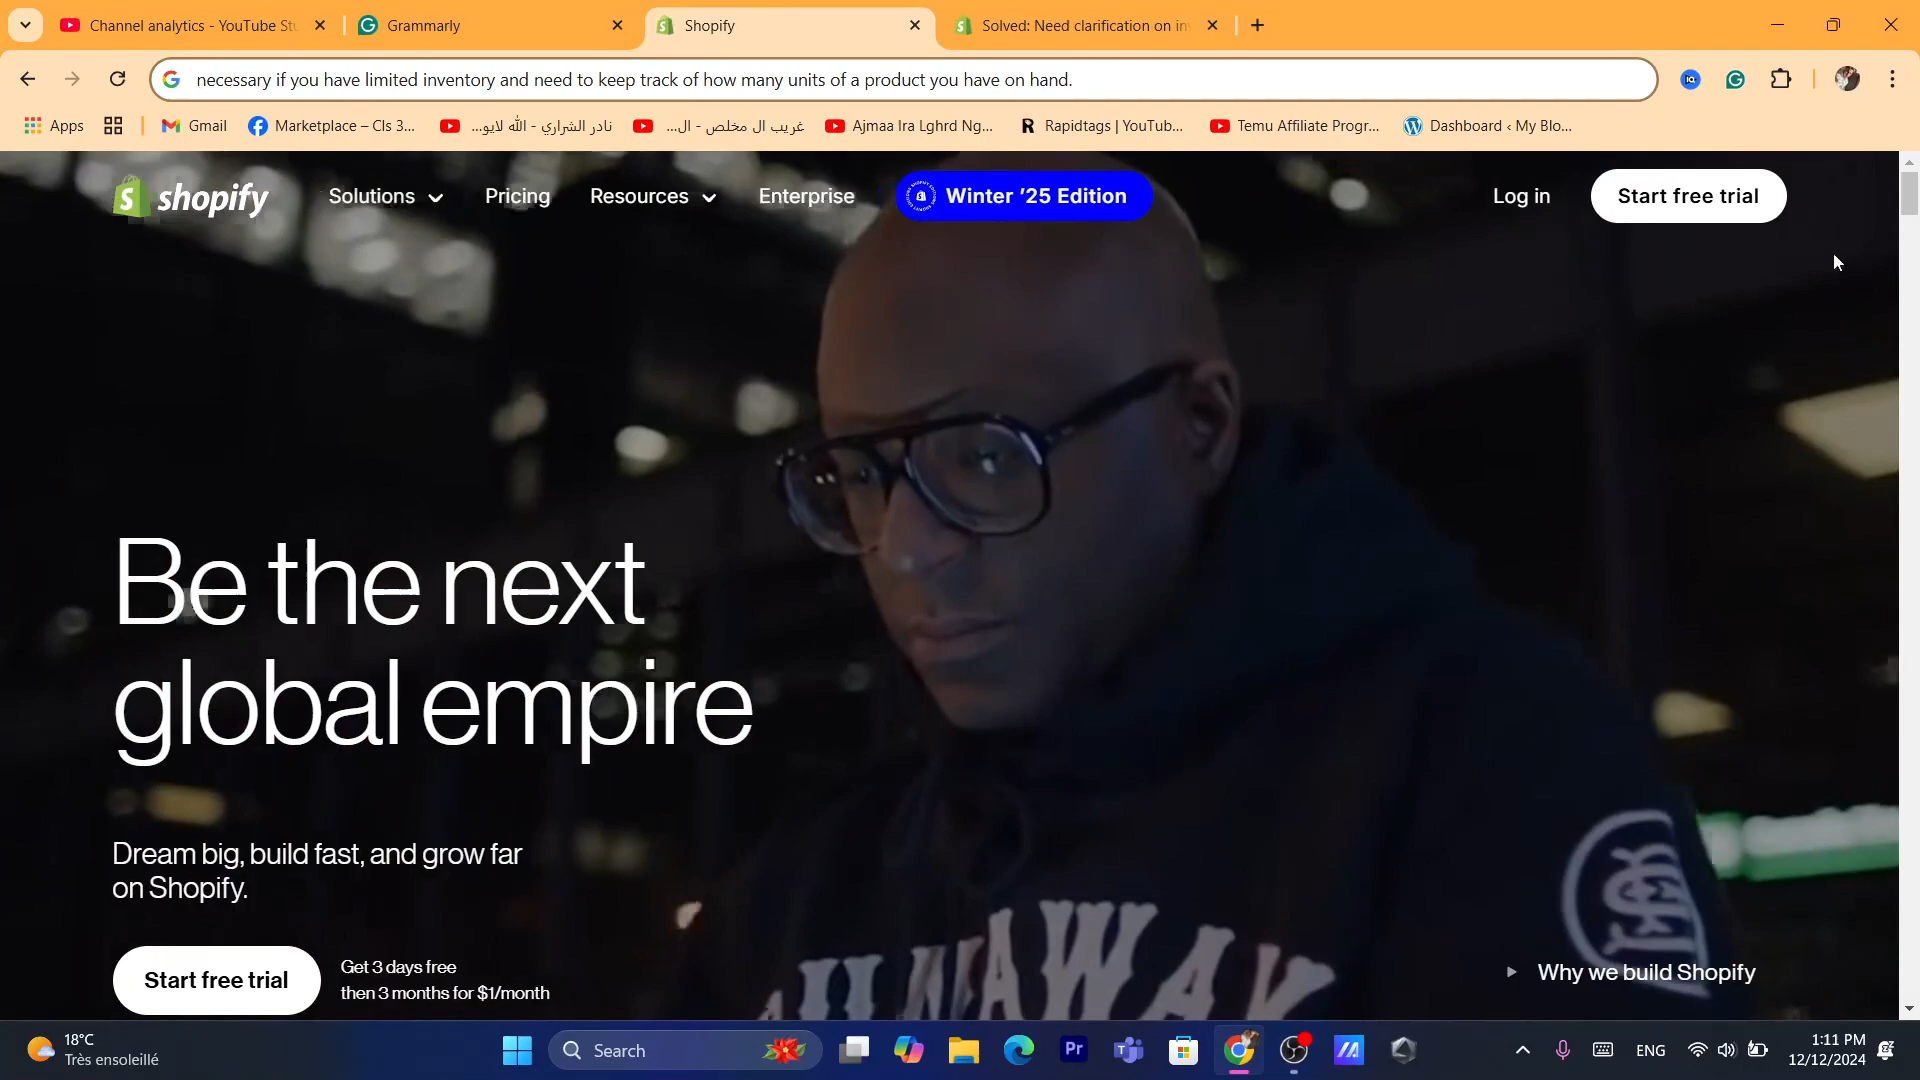 Channel analytics - YouTube Stu
Grammarly
Shopify
Solved: Need clarification on in
necessary if you have limited inventory and need to keep track of how many units of a product you have on hand.
Apps
Gmail
Marketplace – Cls 3...
نادر الشراري - الله لايو...
غريب ال مخلص - ال...
Ajmaa Ira Lghrd Ng...
Rapidtags | YouTub...
Temu Affiliate Progr...
Dashboard ‹ My Blo...
shopify
Solutions
Pricing
Resources
Enterprise
Winter '25 Edition
Log in
Start free trial
Be the next
global empire
Dream big, build fast, and grow far
on Shopify.
Start free trial
Get 3 days free
then 3 months for $1/month
Why we build Shopify
18°C
Très ensoleillé
Search
Pr
ENG
1:11 PM
12/12/2024